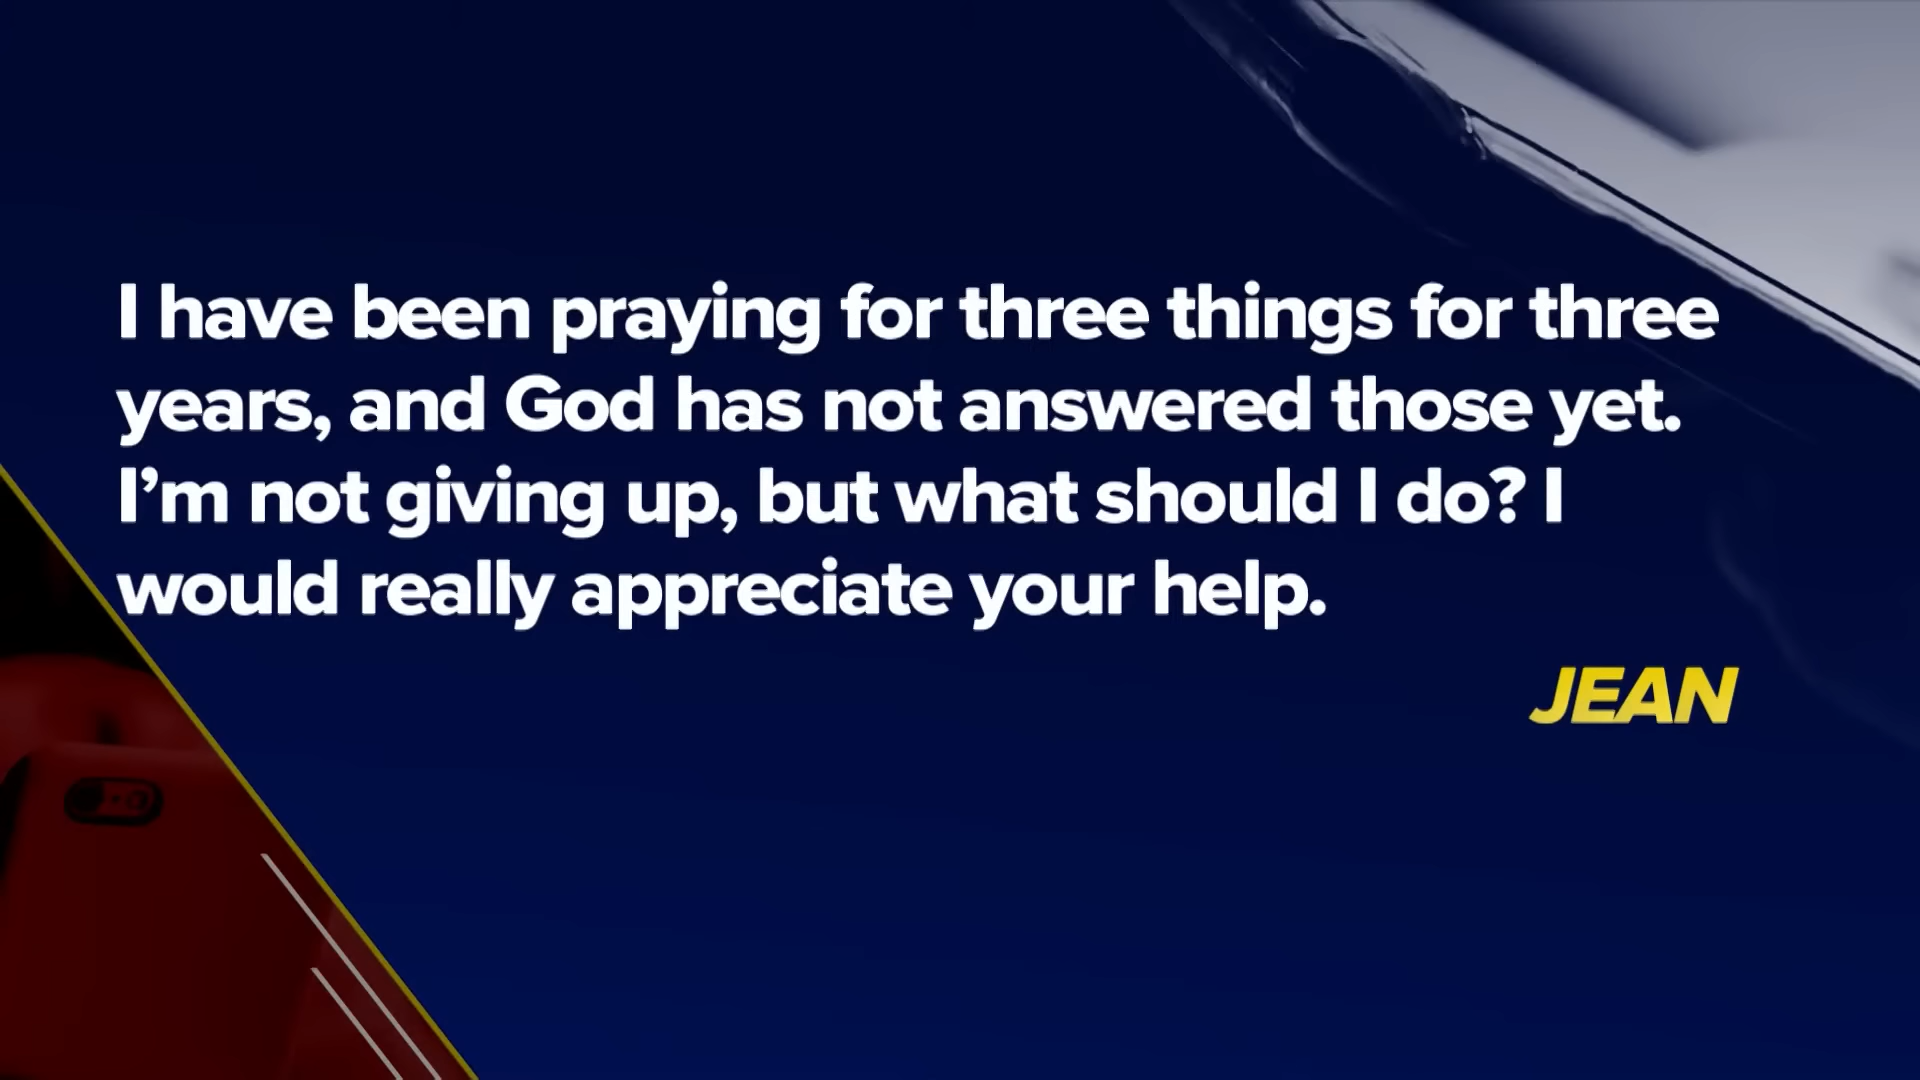 I have been praying for three things for three
years, and God has not answered those yet.
I’m not giving up, but what should I do? I
would really appreciate your help.
JEAN